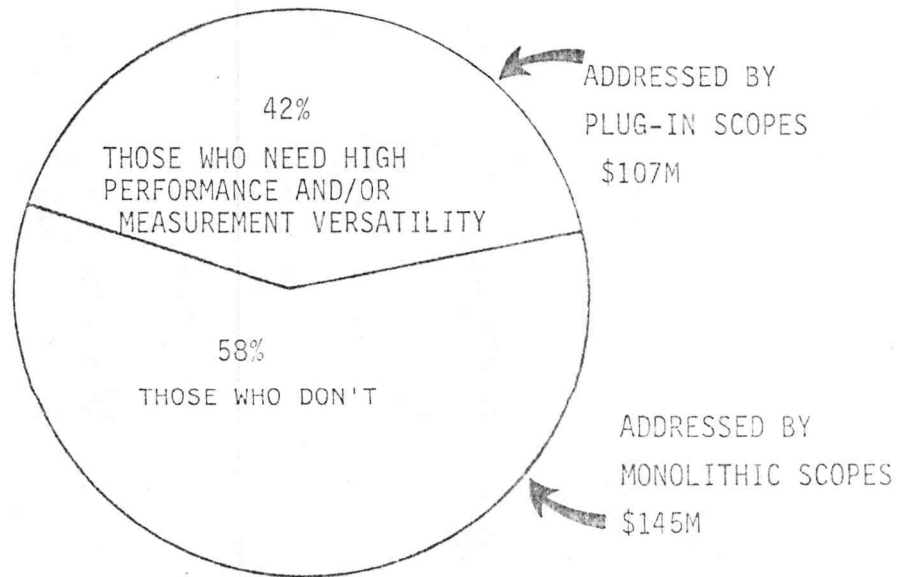 42%
THOSE WHO NEED HIGH
PERFORMANCE AND/OR
MEASUREMENT VERSATILITY
ADDRESSED BY
PLUG-IN SCOPES
$107M
58%
THOSE WHO DON'T
ADDRESSED BY
MONOLITHIC SCOPES
$145M